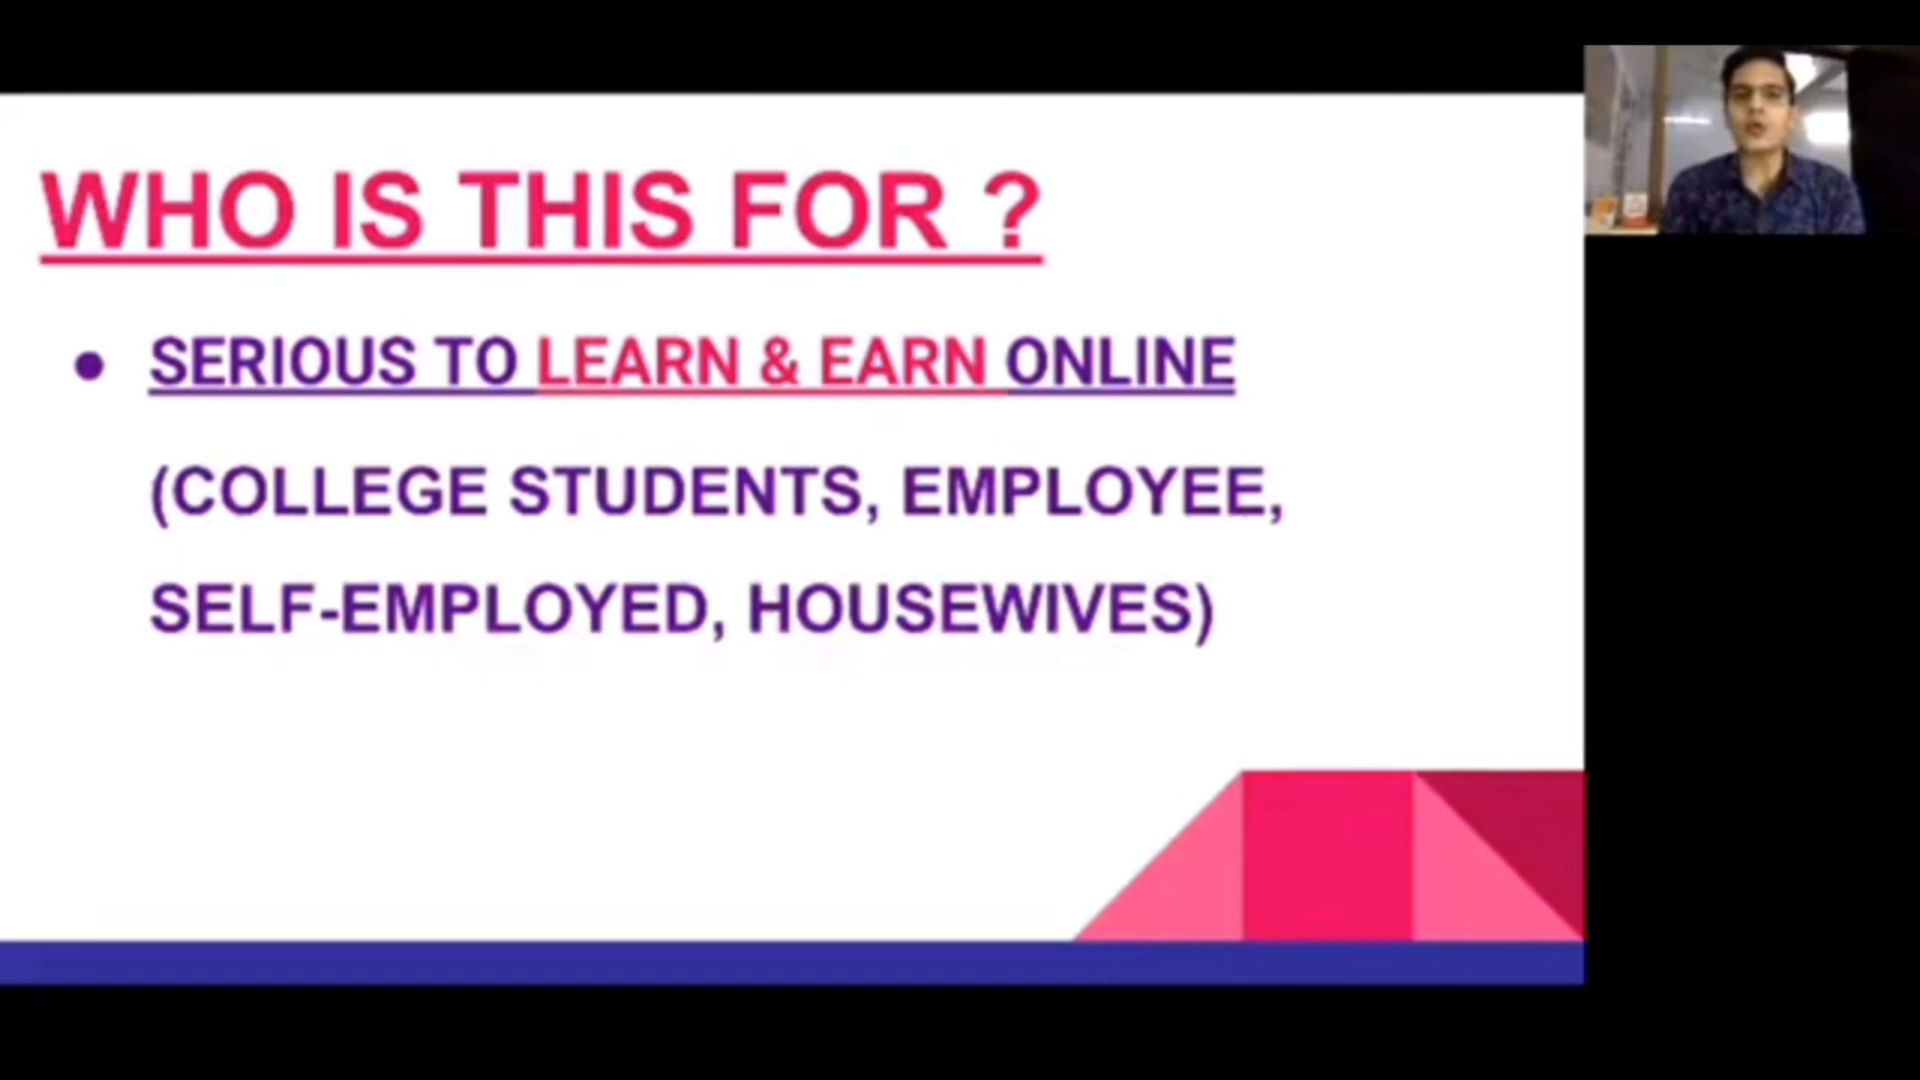 WHO IS THIS FOR ?
● SERIOUS TO LEARN & EARN ONLINE
(COLLEGE STUDENTS, EMPLOYEE,
SELF-EMPLOYED, HOUSEWIVES)